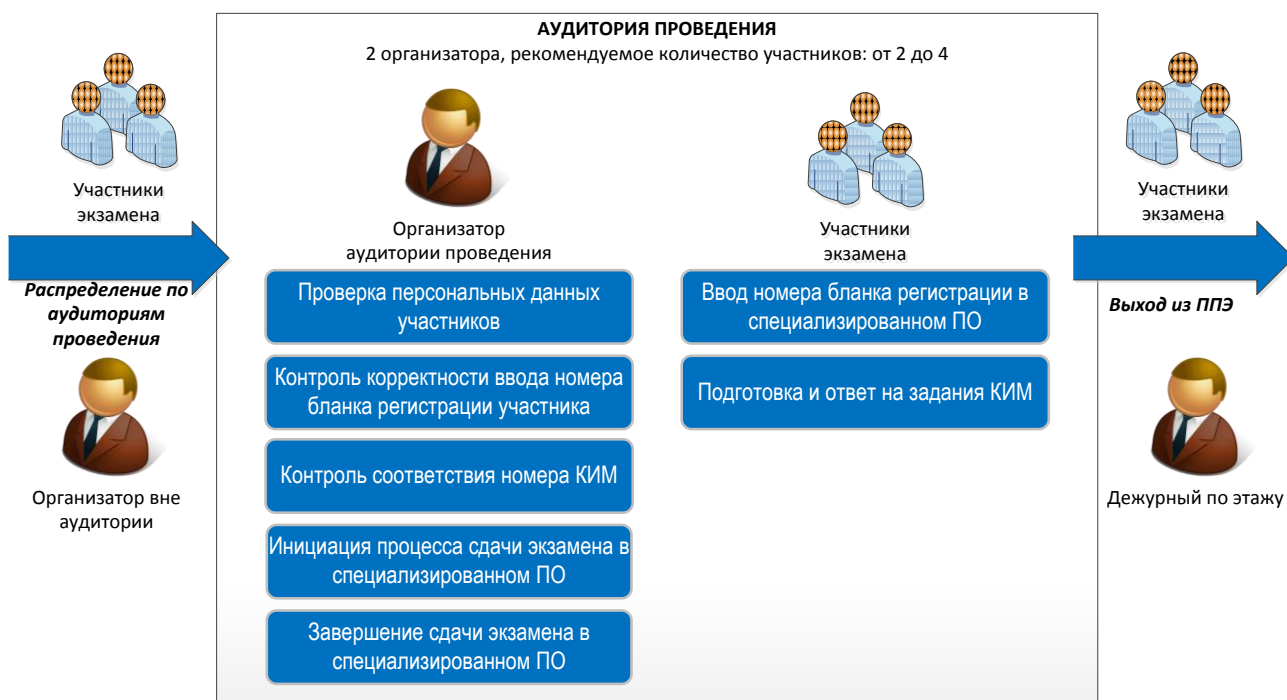 АУДИТОРИЯ ПРОВЕДЕНИЯ
2 организатора, рекомендуемое количество участников: от 2 до 4
Участники
экзамена
Распределение по
аудиториям
проведения
Организатор вне
аудитории
Организатор
аудитории проведения
Проверка персональных данных
участников
Контроль корректности ввода номера
бланка регистрации участника
Контроль соответствия номера КИМ
Инициация процесса сдачи экзамена в
специализированном ПО
Завершение сдачи экзамена в
специализированном ПО
Участники
экзамена
Ввод номера бланка регистрации в
специализированном ПО
Подготовка и ответ на задания КИМ
Участники
экзамена
Выход из ППЭ
Дежурный по этажу